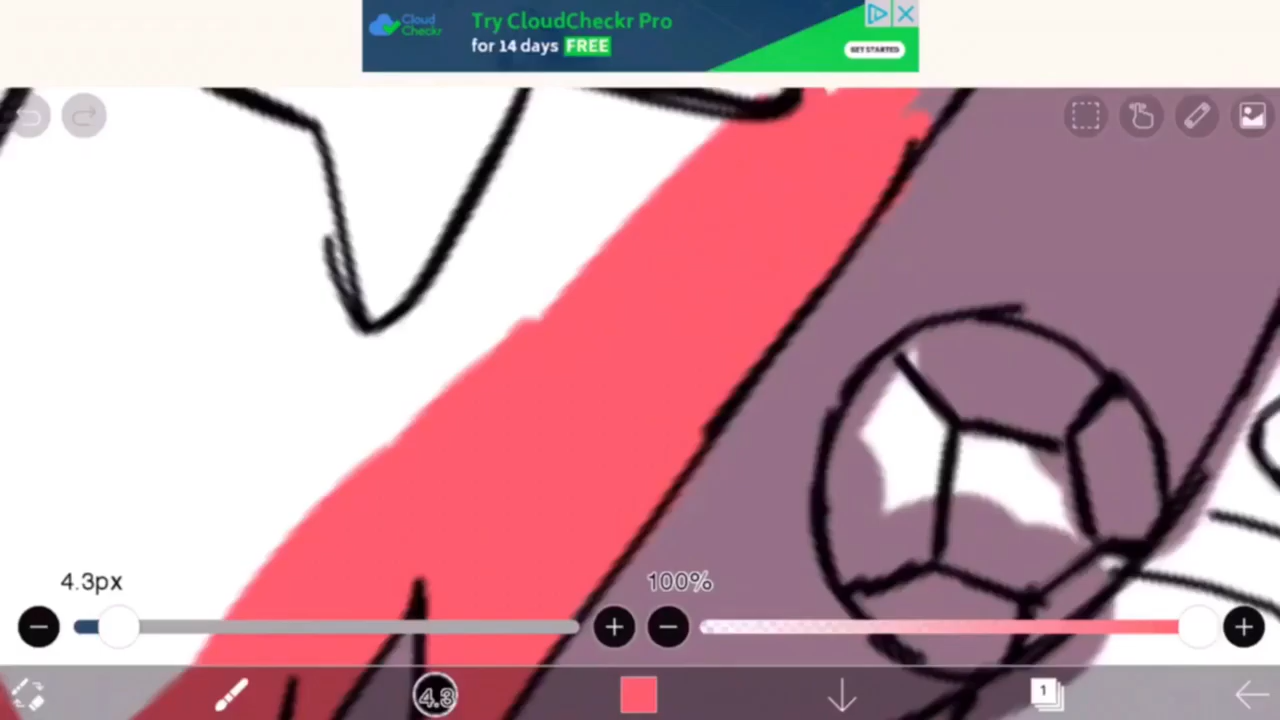 Cloud
Checkr
Try CloudCheckr Pro
for 14 days FREE
GET STARTED
4.3px
100%
4.3
1